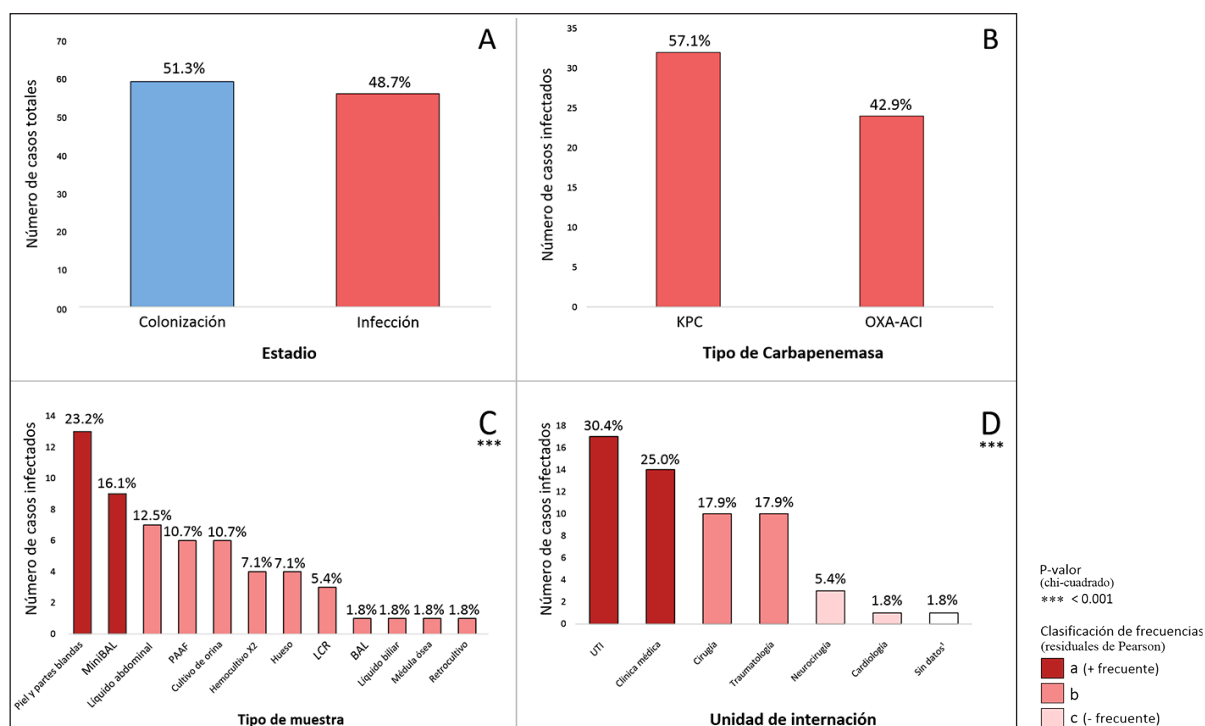 A
Número de casos totales
70
60
50
40
30
20
10
00
51.3%
48.7%
Colonización
Infección
Estadio
B
Número de casos infectados
35
30
25
20
15
10
5
0
57.1%
42.9%
KPC
OXA-ACI
Tipo de Carbapenemasa
C
***
Número de casos infectados
14
12
10
8
6
4
2
0
23.2%
16.1%
12.5%
10.7%
10.7%
7.1%
7.1%
5.4%
1.8%
1.8%
1.8%
1.8%
Piel y partes blandas
MiniBAL
Líquido abdominal
PAAF
Cultivo de orina
Hemocultivo X2
Hueso
LCR
BAL
Líquido biliar
Médula ósea
Retrocultivo
Tipo de muestra
D
***
Número de casos infectados
18
16
14
12
10
8
6
4
2
0
30.4%
25.0%
17.9%
17.9%
5.4%
1.8%
1.8%
UTI
Clínica médica
Cirugía
Traumatología
Neurocirugía
Cardiología
Sin datos¹
Unidad de internación
P-valor
(chi-cuadrado)
*** < 0.001
Clasificación de frecuencias
(residuales de Pearson)
a (+ frecuente)
b
c (- frecuente)